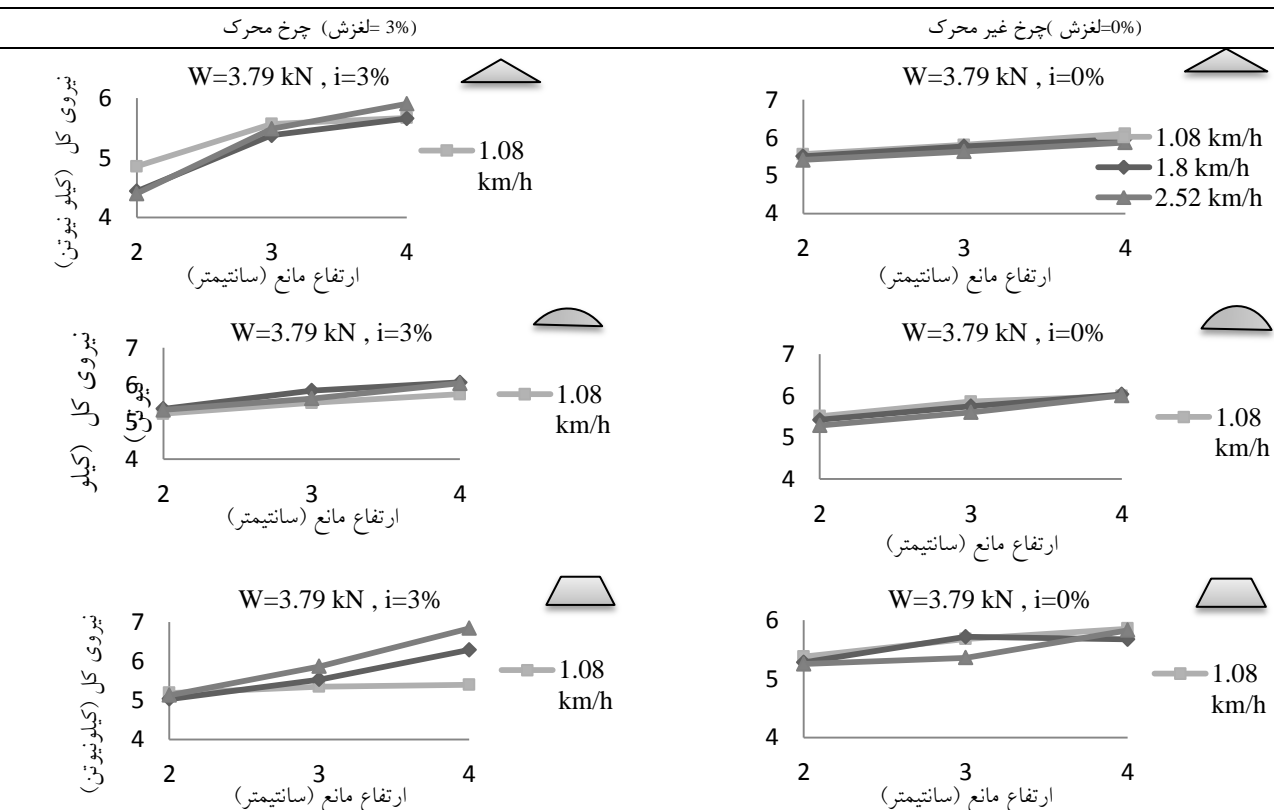 (3% =لغزش) چرخ محرک
(0%=لغزش )چرخ غیر محرک
W=3.79 kN , i=3%
نیروی کل (کیلو نیوتن)
6
5
4
2 3 4
ارتفاع مانع (سانتیمتر)
1.08
km/h
W=3.79 kN , i=0%
7
6
5
4
2 3 4
ارتفاع مانع (سانتیمتر)
1.08 km/h
1.8 km/h
2.52 km/h
W=3.79 kN , i=3%
نیروی کل (کیلو
نیوتن)
7
6
5
4
2 3 4
ارتفاع مانع (سانتیمتر)
1.08
km/h
W=3.79 kN , i=0%
7
6
5
4
2 3 4
ارتفاع مانع (سانتیمتر)
1.08
km/h
W=3.79 kN , i=3%
نیروی کل (کیلونیوتن)
7
6
5
4
2 3 4
ارتفاع مانع (سانتیمتر)
1.08
km/h
W=3.79 kN , i=0%
6
5
4
2 3 4
ارتفاع مانع (سانتیمتر)
1.08
km/h